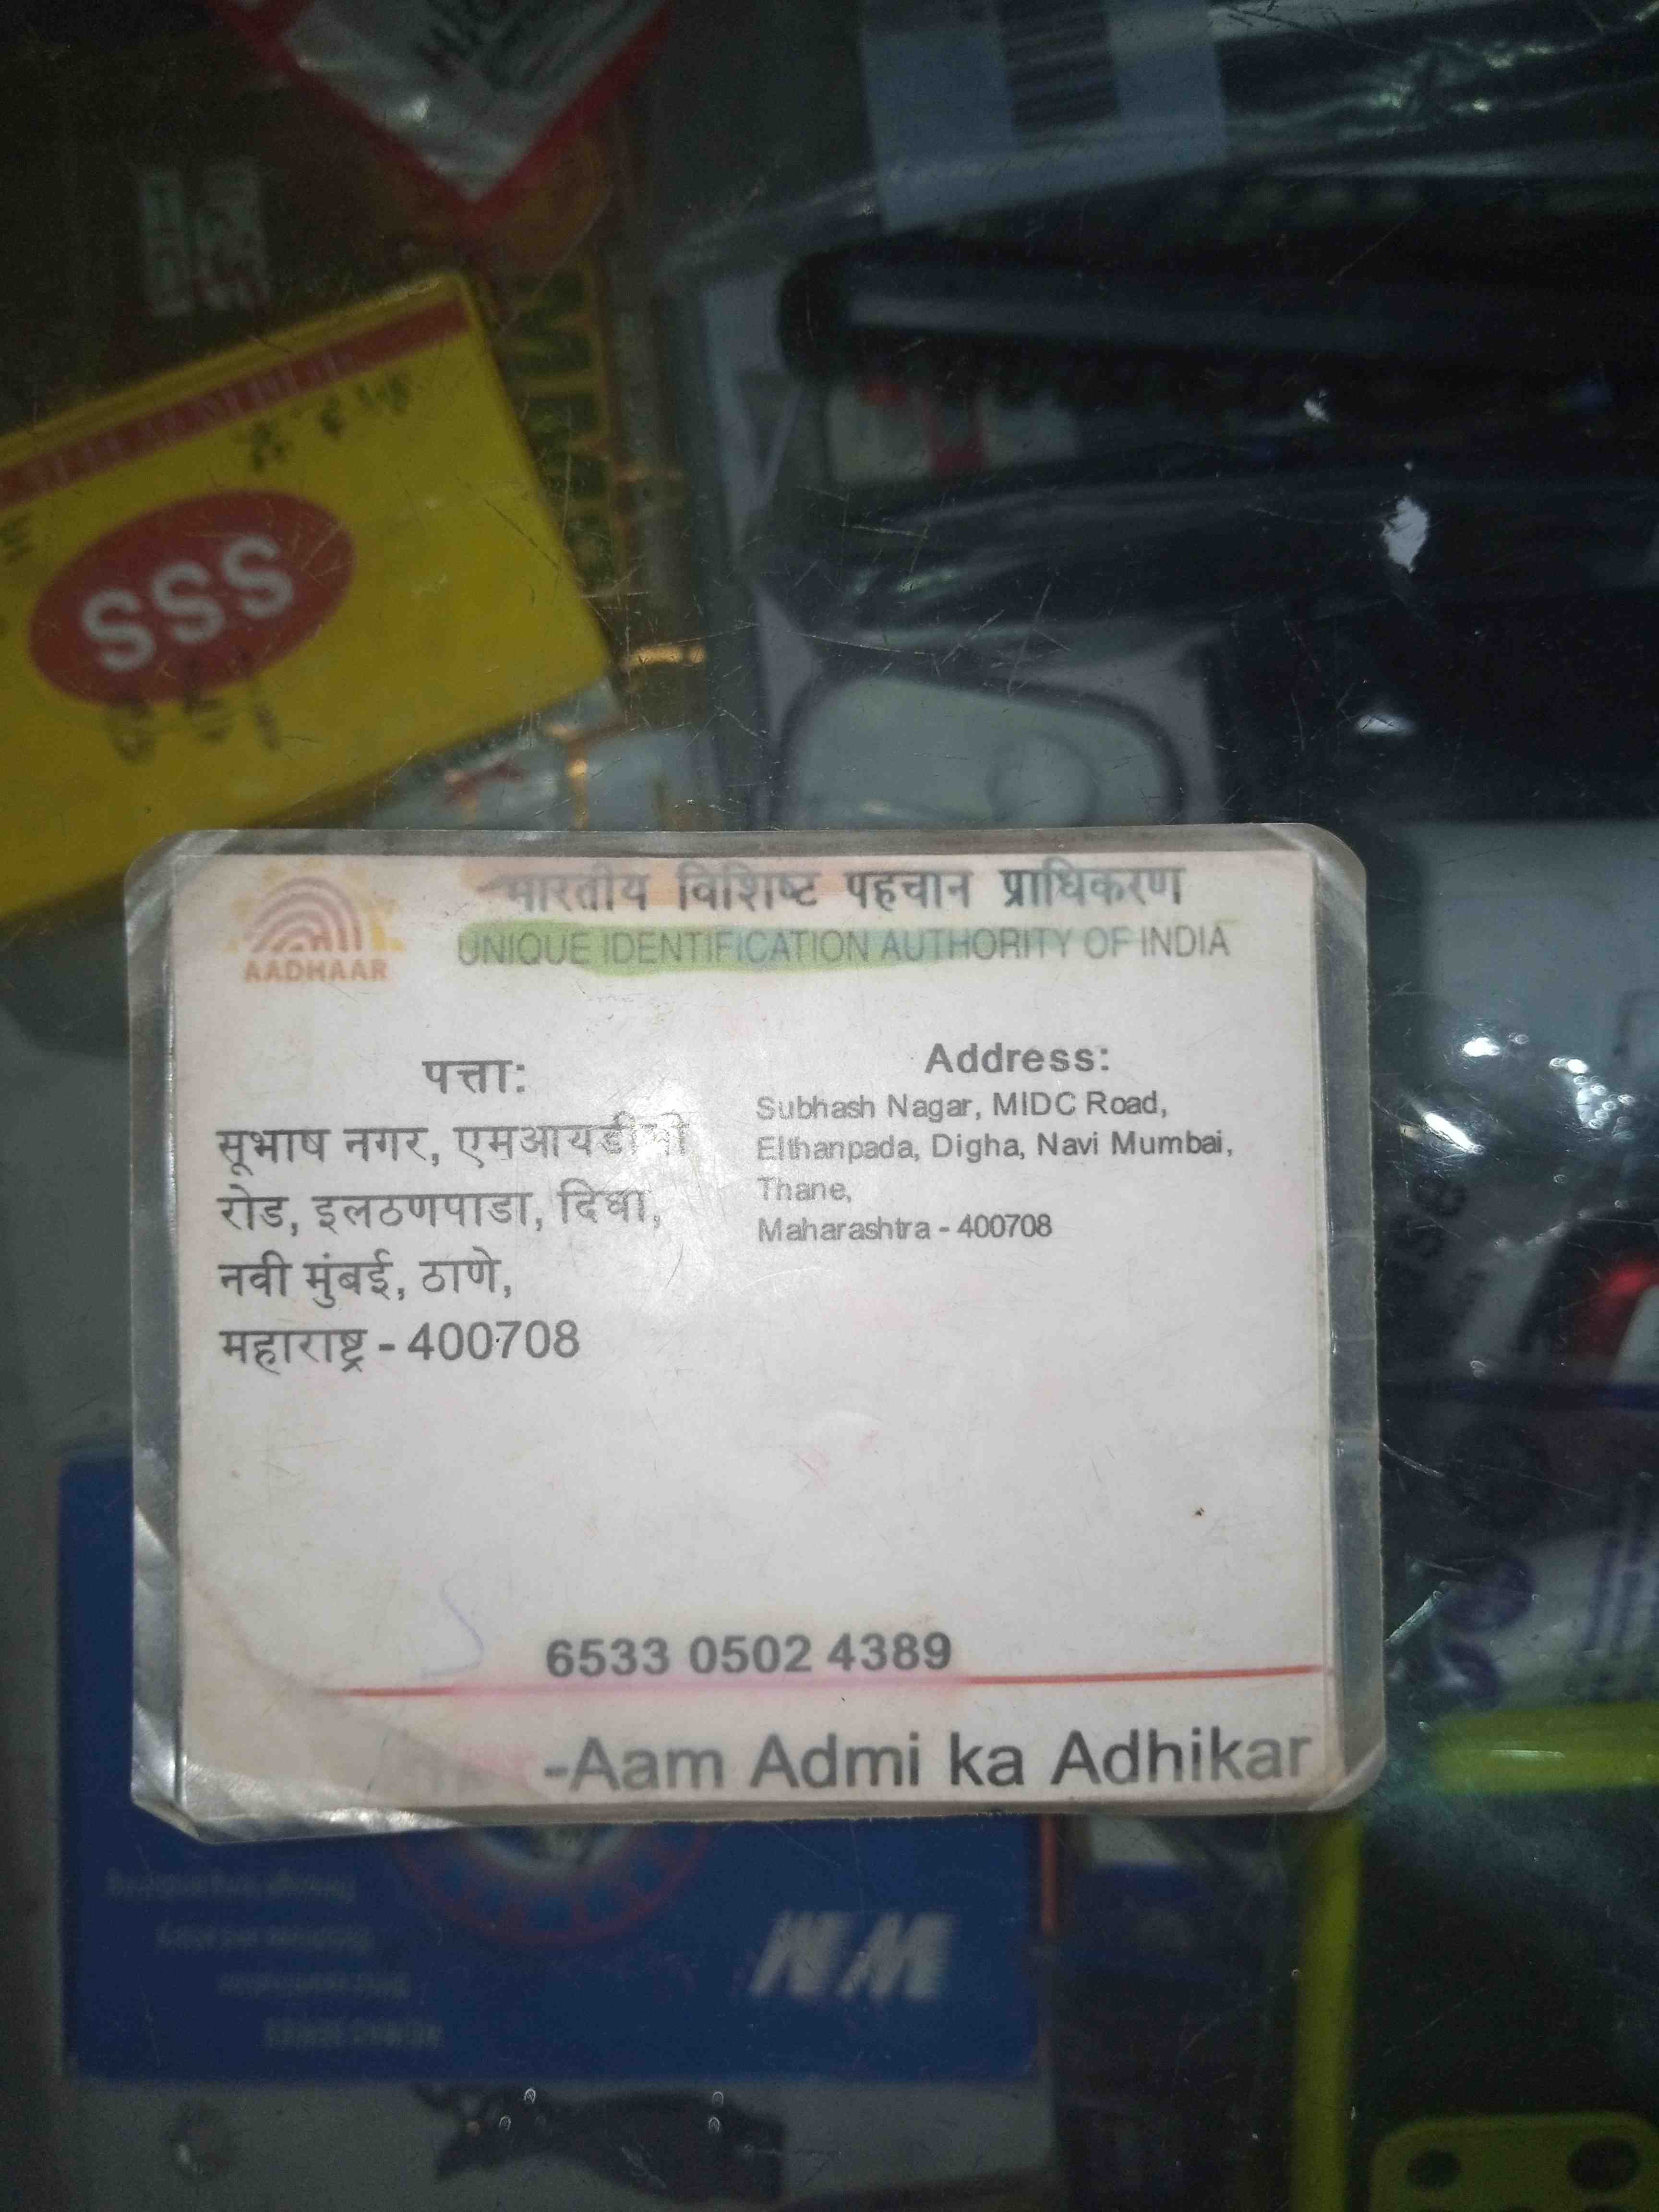 SSS
भारतीय विशिष्ट पहचान प्राधिकरण
UNIQUE IDENTIFICATION AUTHORITY OF INDIA
AADHAAR
पत्ता:
सूभाष नगर, एमआयडीसी
रोड, इलठणपाडा, दिघा,
नवी मुंबई, ठाणे,
महाराष्ट्र - 400708
Address:
Subhash Nagar, MIDC Road,
Elthanpada, Digha, Navi Mumbai,
Thane,
Maharashtra - 400708
6533 0502 4389
-Aam Admi ka Adhikar